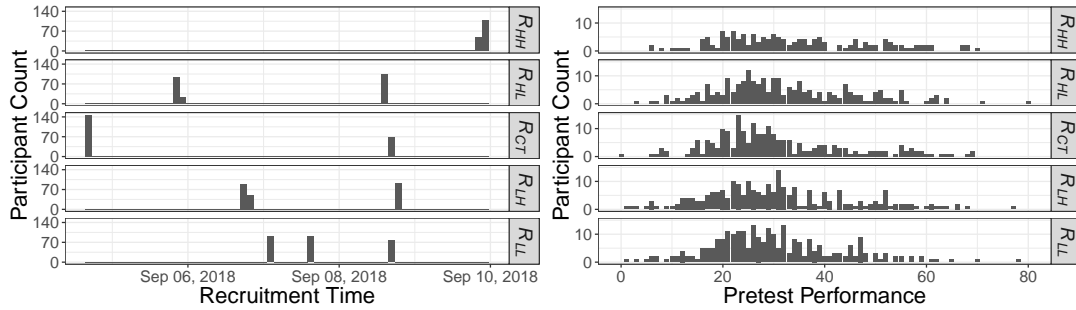 Participant Count
140
70
0
R_HH
140
70
0
R_HL
140
70
0
R_CT
140
70
0
R_LH
140
70
0
R_LL
Sep 06, 2018 Sep 08, 2018 Sep 10, 2018
Recruitment Time
Participant Count
10
0
R_HH
10
0
R_HL
10
0
R_CT
10
0
R_LH
10
0
R_LL
0 20 40 60 80
Pretest Performance